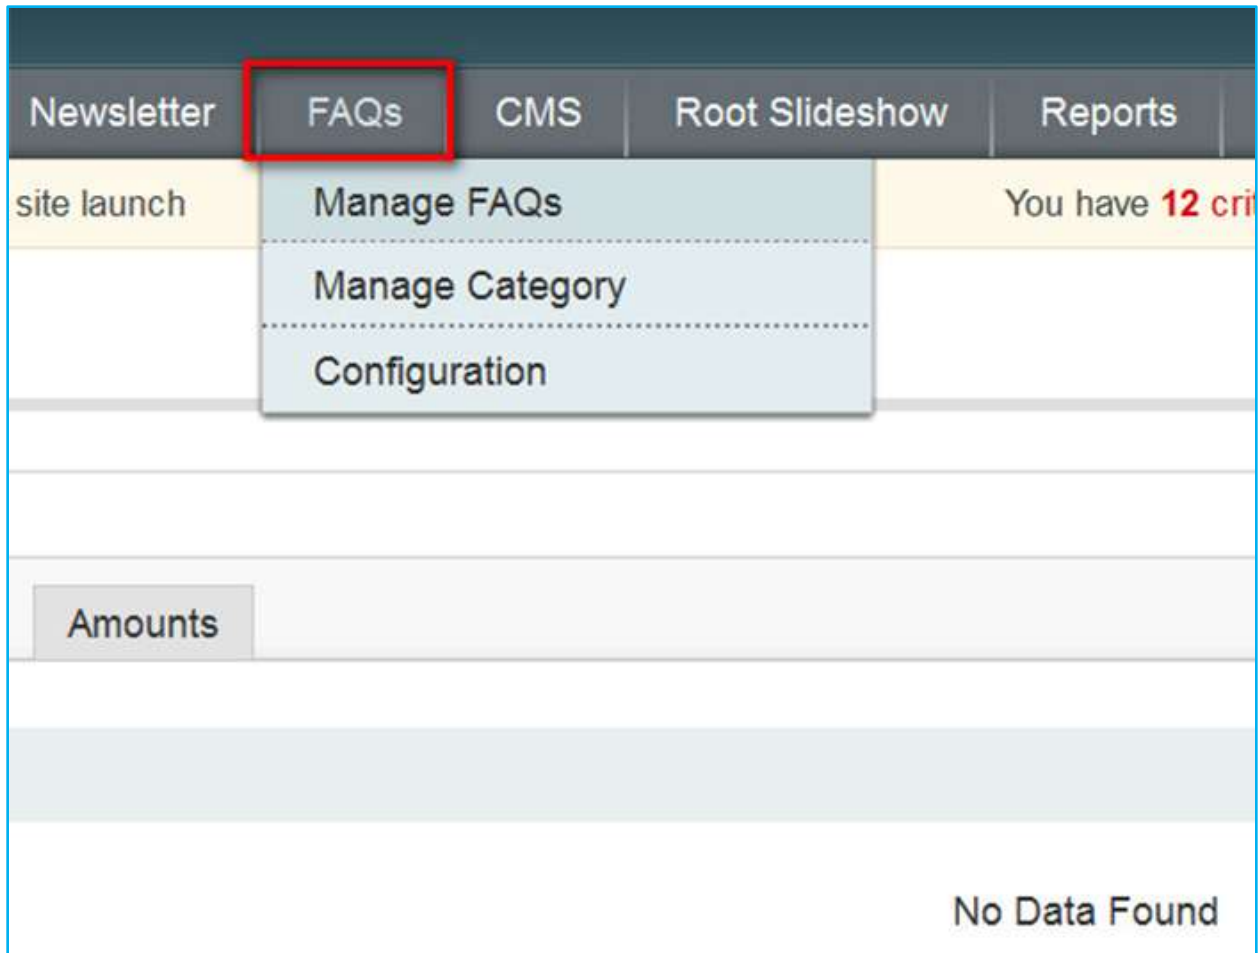 Newsletter FAQs CMS Root Slideshow Reports
site launch Manage FAQs You have 12
Manage Category
Configuration
Amounts
No Data Found